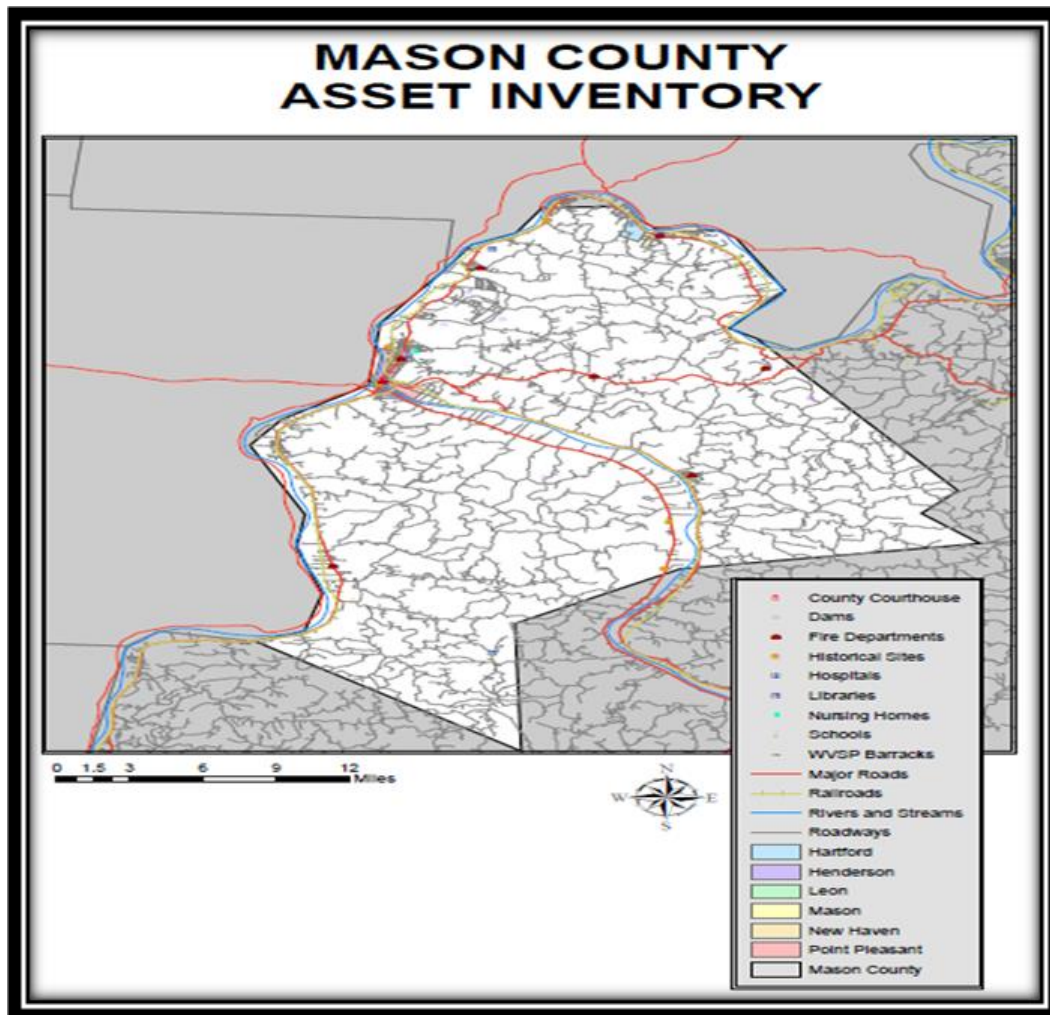 MASON COUNTY
ASSET INVENTORY
0 1.5 3 6 9 12
Miles
N
W E
S
County Courthouse
Dams
Fire Departments
Historical Sites
Hospitals
Libraries
Nursing Homes
Schools
WVSP Barracks
Major Roads
Railroads
Rivers and Streams
Roadways
Hartford
Henderson
Leon
Mason
New Haven
Point Pleasant
Mason County